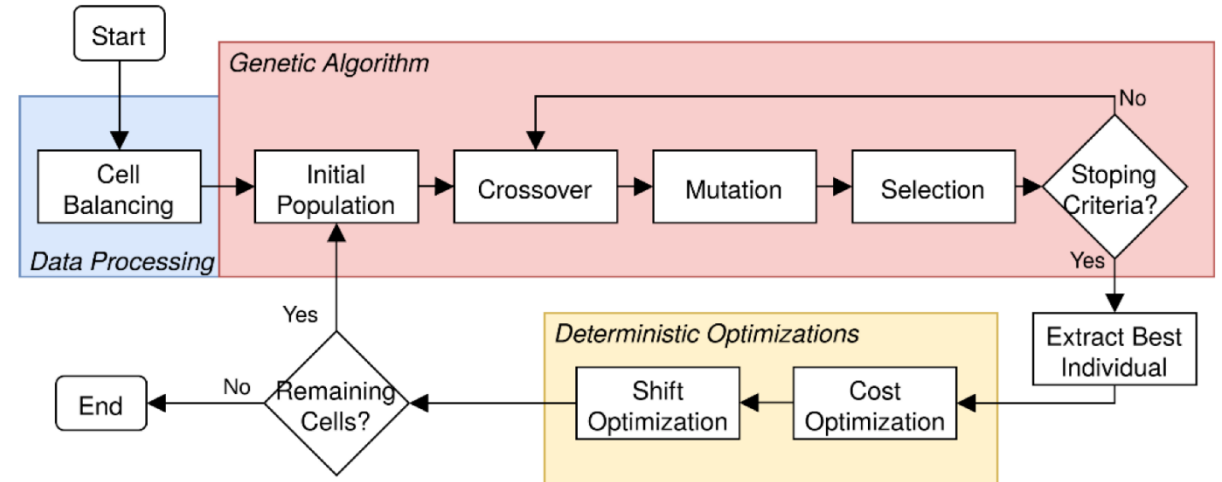 Start
Genetic Algorithm
No
Cell
Balancing
Initial
Population
Crossover
Mutation
Selection
Stoping
Criteria?
Data Processing
Yes
Yes
Deterministic Optimizations
Extract Best
Individual
End
No
Remaining
Cells?
Shift
Optimization
Cost
Optimization